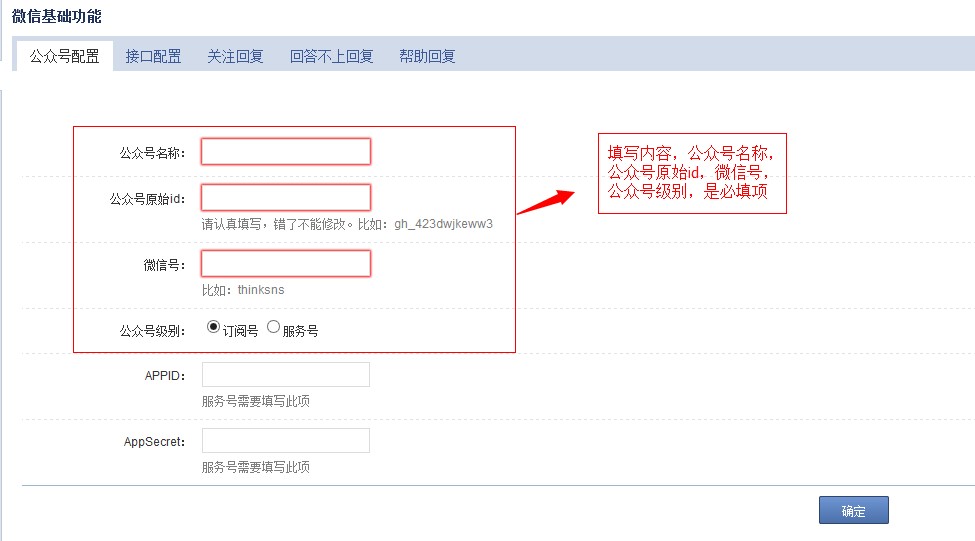 微信基础功能
公众号配置 接口配置 关注回复 回答不上回复 帮助回复
公众号名称：
公众号原始id：
请认真填写，错了不能修改。比如：gh_423dwjkeww3
微信号：
比如：thinksns
公众号级别： 订阅号 服务号
APPID：
服务号需要填写此项
AppSecret：
服务号需要填写此项
填写内容，公众号名称，
公众号原始id，微信号，
公众号级别，是必填项
确定